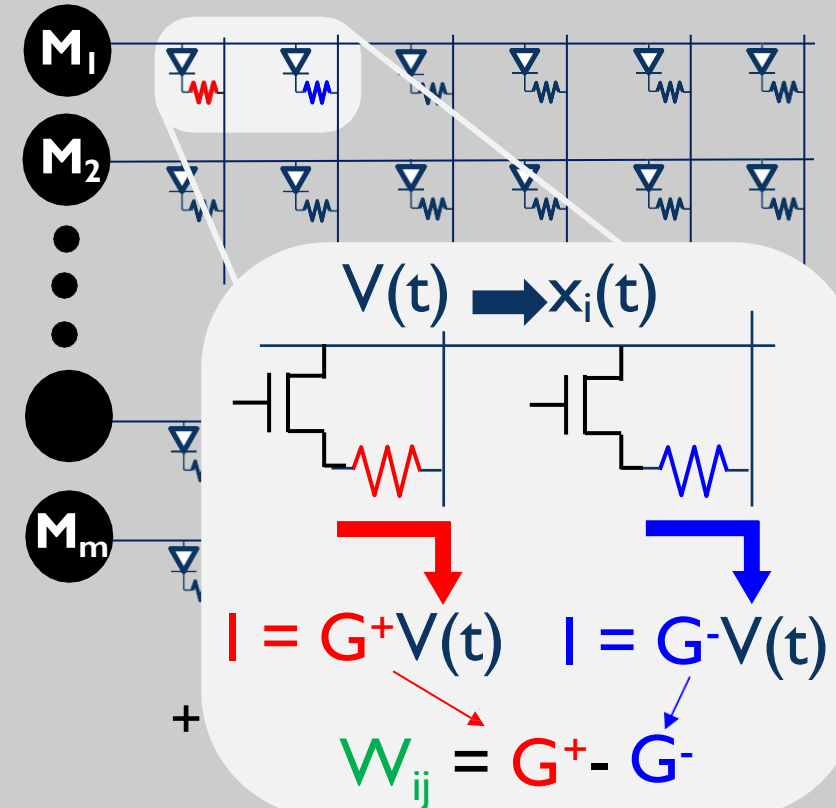 M1
M2
V(t) ➡ xi(t)
Mm
I = G+V(t) I = G-V(t)
+
Wij = G+- G-